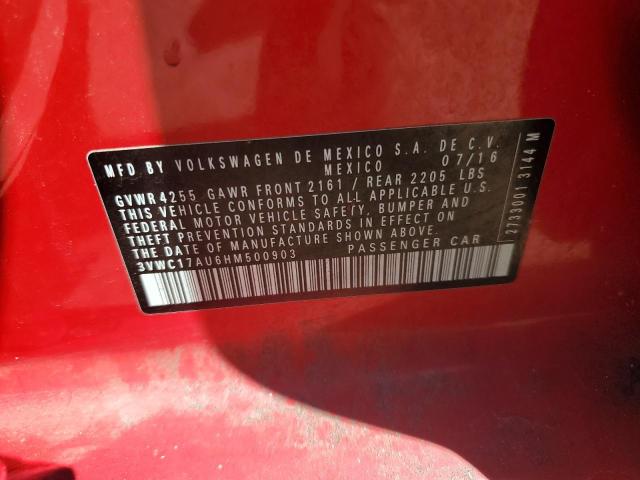 MFD BY VOLKSWAGEN DE MEXICO S.A. DE C.V.
MEXICO 07/16
GVWR 4255 GAWR FRONT 2161 / REAR 2205 LBS
THIS VEHICLE CONFORMS TO ALL APPLICABLE U.S.
FEDERAL MOTOR VEHICLE SAFETY, BUMPER AND
THEFT PREVENTION STANDARDS IN EFFECT ON
THE DATE OF MANUFACTURE SHOWN ABOVE.
3VWC17AU6HM500903 PASSENGER CAR
2733001 3144 M